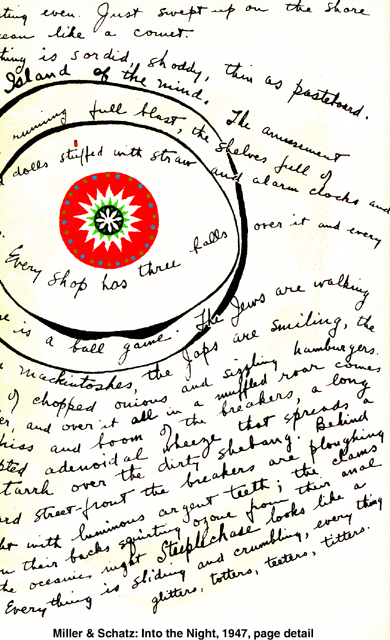 ting even. Just swept up on the shore
ean like a comet.
thing is sordid, shoddy, thin as pasteboard.
Island of the mind. The amusement
running full blast, the shelves full of
dolls stuffed with straw and alarm clocks and
over it and every
Every shop has three balls
e is a ball game. The Jews are walking
mackintoshes, the Japs are smiling, the
of chopped onions and sizzling hamburgers.
er, and over it all in a muffled roar comes
hiss and boom of the breakers, a long
pted adenoidal wheeze that spreads a
tarrh over the dirty shebang. Behind
ard street-front the breakers are ploughing
ht with luminous argent teeth; the clams
n their backs squirting ozone from their anal
the oceanic night Steeplechase looks like a
Everything is sliding and crumbling, everything
glitters, totters, teeters, titters.
Miller & Schatz: Into the Night, 1947, page detail